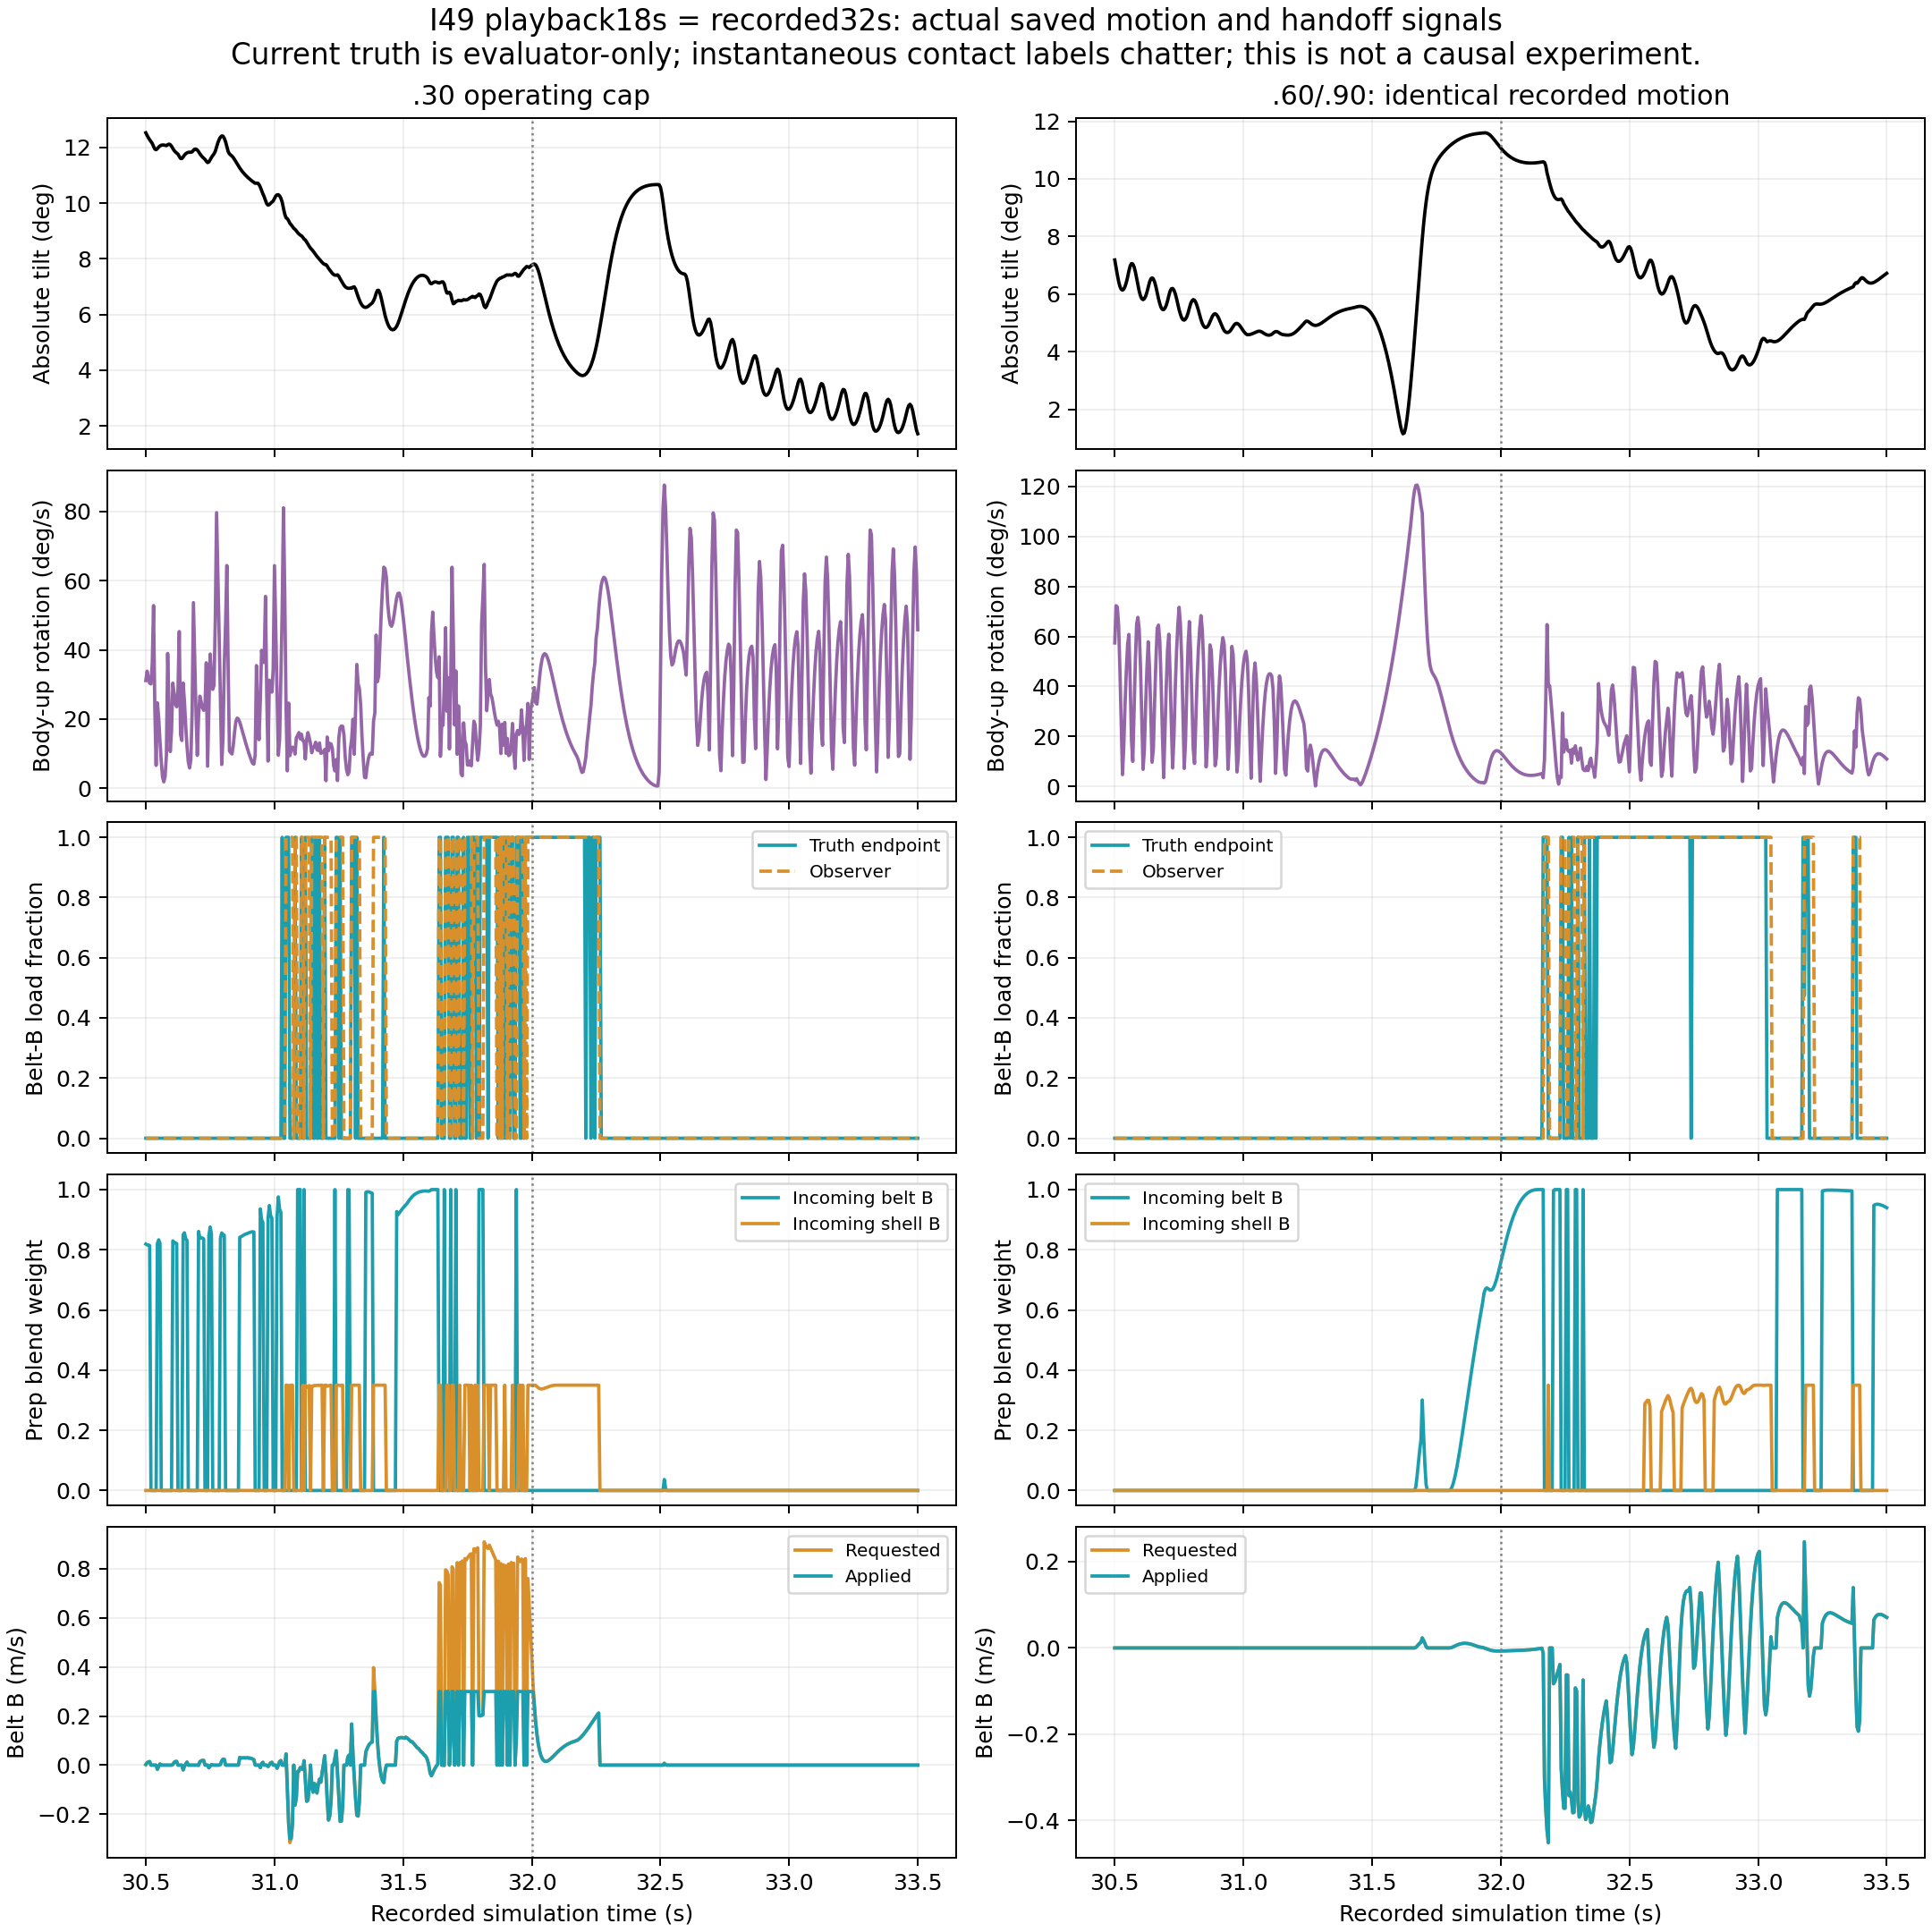 I49 playback18s = recorded32s: actual saved motion and handoff signals
Current truth is evaluator-only; instantaneous contact labels chatter; this is not a causal experiment.
.30 operating cap
.60/.90: identical recorded motion
Absolute tilt (deg)
12
10
8
6
4
2
Absolute tilt (deg)
12
10
8
6
4
2
Body-up rotation (deg/s)
80
60
40
20
0
Body-up rotation (deg/s)
120
100
80
60
40
20
0
Belt-B load fraction
1.0
0.8
0.6
0.4
0.2
0.0
Truth endpoint
Observer
Belt-B load fraction
1.0
0.8
0.6
0.4
0.2
0.0
Truth endpoint
Observer
Prep blend weight
1.0
0.8
0.6
0.4
0.2
0.0
Incoming belt B
Incoming shell B
Prep blend weight
1.0
0.8
0.6
0.4
0.2
0.0
Incoming belt B
Incoming shell B
Belt B (m/s)
0.8
0.6
0.4
0.2
0.0
−0.2
Requested
Applied
30.5 31.0 31.5 32.0 32.5 33.0 33.5
Recorded simulation time (s)
Belt B (m/s)
0.2
0.0
−0.2
−0.4
Requested
Applied
30.5 31.0 31.5 32.0 32.5 33.0 33.5
Recorded simulation time (s)